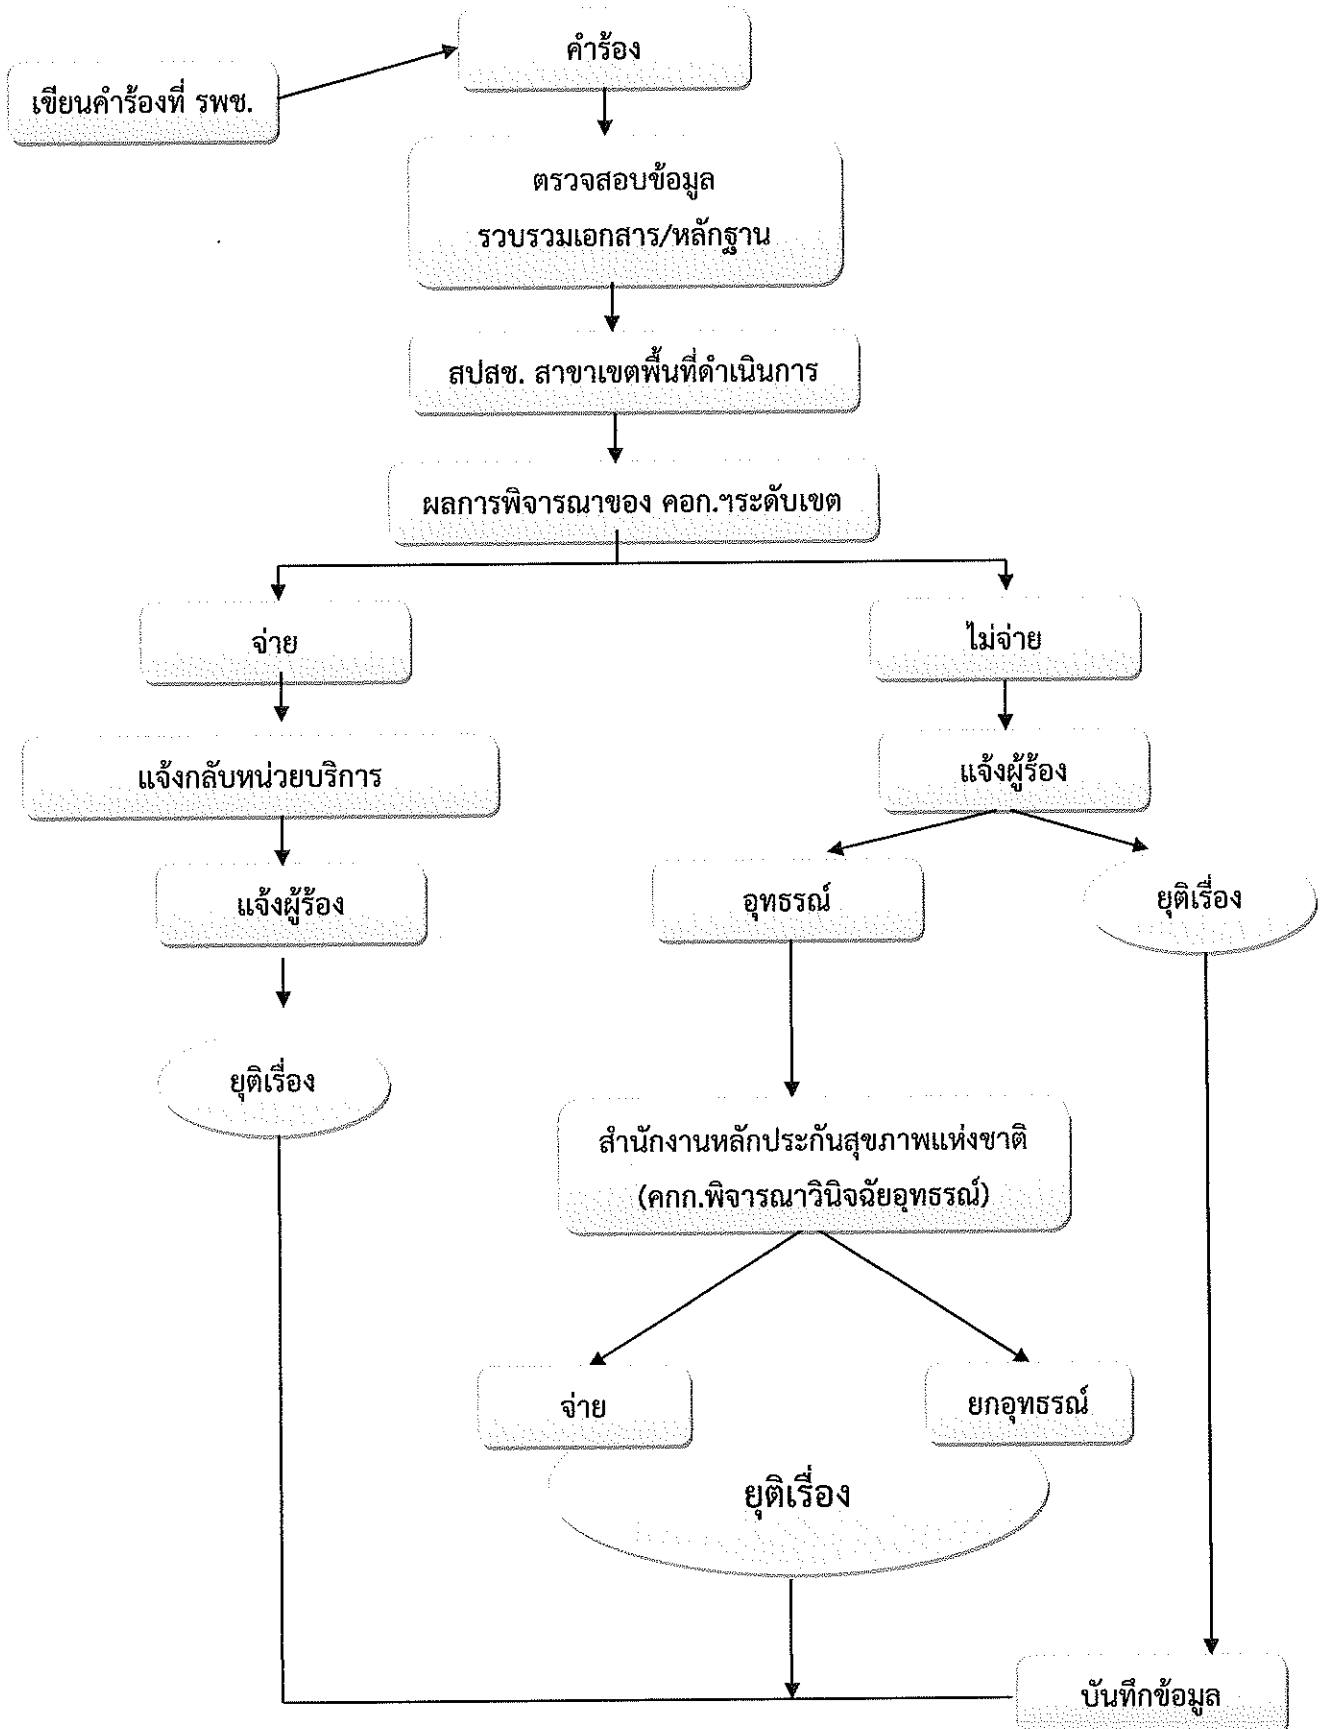 คำร้อง
เขียนคำร้องที่ รพช.
ตรวจสอบข้อมูล
รวบรวมเอกสาร/หลักฐาน
สปสช. สาขาเขตพื้นที่ดำเนินการ
ผลการพิจารณาของ คอก.ฯระดับเขต
จ่าย
ไม่จ่าย
แจ้งกลับหน่วยบริการ
แจ้งผู้ร้อง
แจ้งผู้ร้อง
อุทธรณ์
ยุติเรื่อง
ยุติเรื่อง
สำนักงานหลักประกันสุขภาพแห่งชาติ
(คกก.พิจารณาวินิจฉัยอุทธรณ์)
จ่าย
ยกอุทธรณ์
ยุติเรื่อง
บันทึกข้อมูล